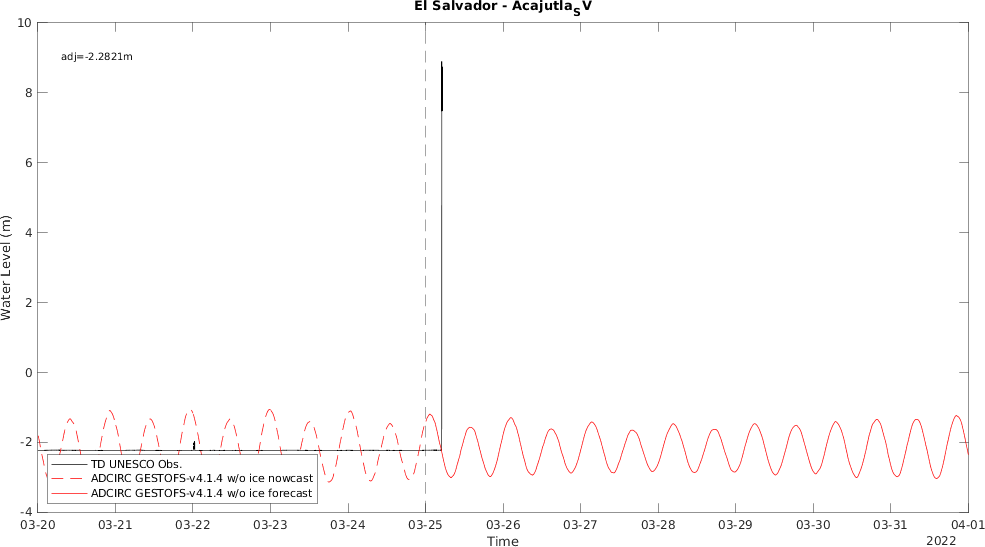 El Salvador - AcajutlaSV
adj=-2.2821m
Water Level (m)
10
8
6
4
2
0
-2
-4
TD UNESCO Obs.
ADCIRC GESTOFS-v4.1.4 w/o ice nowcast
ADCIRC GESTOFS-v4.1.4 w/o ice forecast
03-20 03-21 03-22 03-23 03-24 03-25 03-26 03-27 03-28 03-29 03-30 03-31 04-01
Time
2022